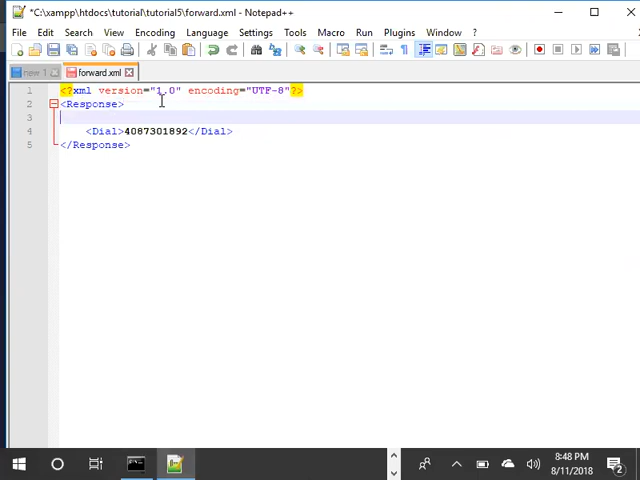 *C:\xampp\htdocs\tutorial\tutorial5\forward.xml - Notepad++
File Edit Search View Encoding Language Settings Tools Macro Run Plugins Window ?
new 1 forward.xml
1 <?xml version="1.0" encoding="UTF-8"?>
2 <Response>
3
4 <Dial>4087301892</Dial>
5 </Response>
8:48 PM
8/11/2018
2